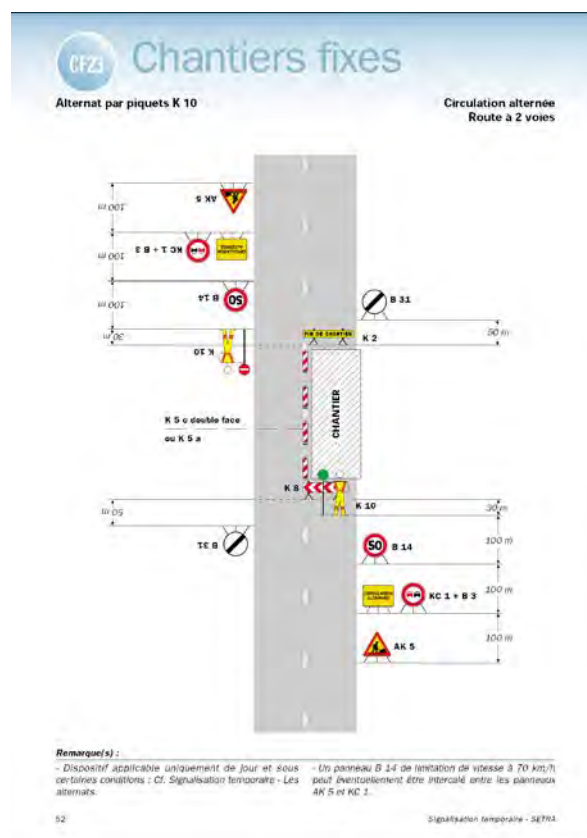 CF23 Chantiers fixes
Alternat par piquets K 10
Circulation alternée
Route à 2 voies
100 m
AK 5
100 m
KC 1 + B 3
100 m
50
B 14
B 31
30 m
K 10
FIN DE CHANTIER
K 2
50 m
CHANTIER
K 5 c double face
ou K 5 a
K 8
K 10
50 m
30 m
B 31
50
B 14
100 m
CIRCULATION
ALTERNEE
KC 1 + B 3
100 m
AK 5
100 m
Remarque(s) :
- Dispositif applicable uniquement de jour et sous
certaines conditions : Cf. Signalisation temporaire - Les
alternats.
- Un panneau B 14 de limitation de vitesse à 70 km/h
peut éventuellement être intercalé entre les panneaux
AK 5 et KC 1.
52
Signalisation temporaire - SETRA